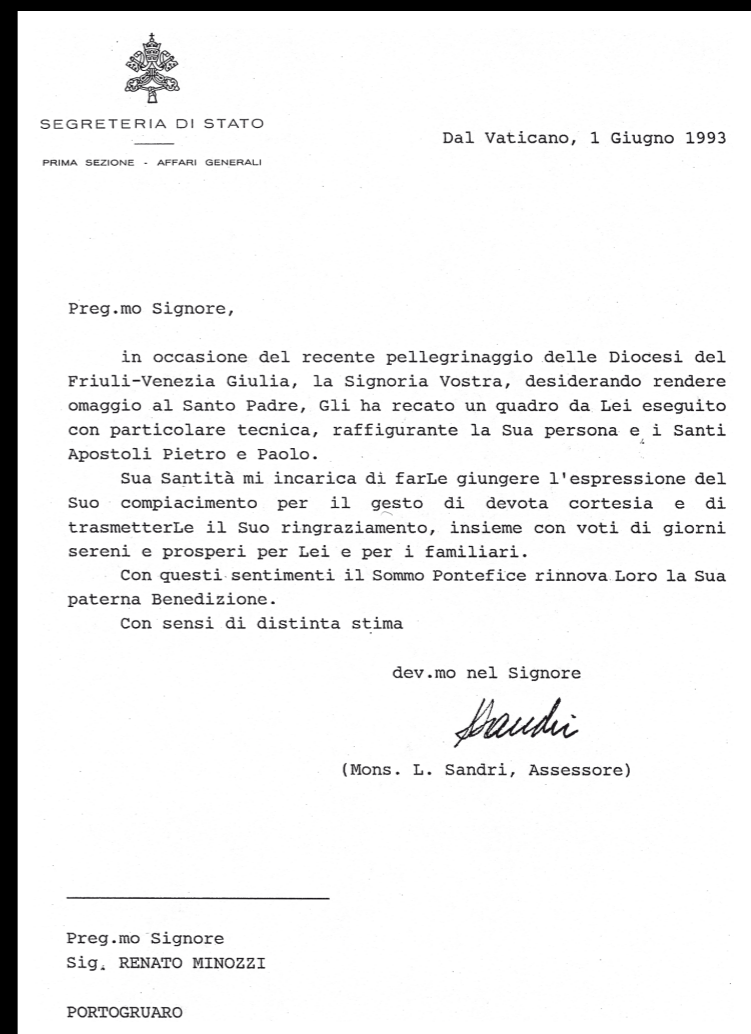 SEGRETERIA DI STATO
PRIMA SEZIONE - AFFARI GENERALI
Dal Vaticano, 1 Giugno 1993
Preg.mo Signore,
in occasione del recente pellegrinaggio delle Diocesi del
Friuli-Venezia Giulia, la Signoria Vostra, desiderando rendere
omaggio al Santo Padre, Gli ha recato un quadro da Lei eseguito
con particolare tecnica, raffigurante la Sua persona e i Santi
Apostoli Pietro e Paolo.
Sua Santità mi incarica di farLe giungere l'espressione del
Suo compiacimento per il gesto di devota cortesia e di
trasmetterLe il Suo ringraziamento, insieme con voti di giorni
sereni e prosperi per Lei e per i familiari.
Con questi sentimenti il Sommo Pontefice rinnova Loro la Sua
paterna Benedizione.
Con sensi di distinta stima
dev.mo nel Signore
Sandri
(Mons. L. Sandri, Assessore)
Preg.mo Signore
Sig. RENATO MINOZZI
PORTOGRUARO